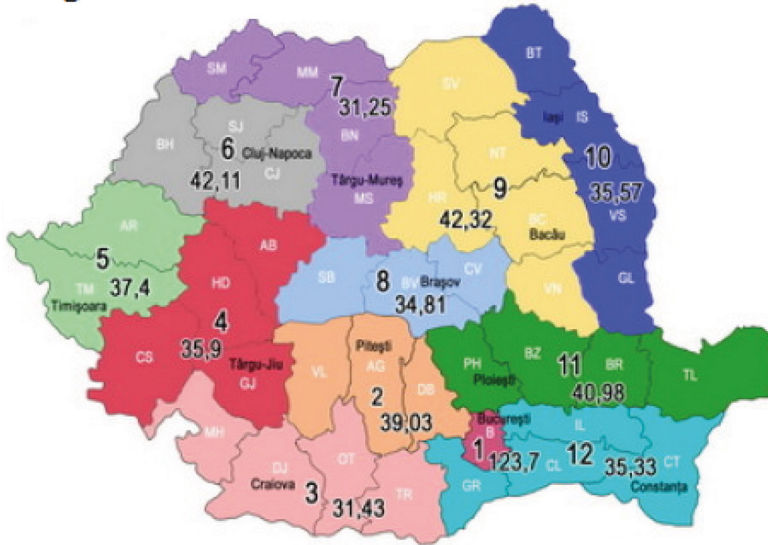 BT
SM
MM
SV
7
31,25
Iași
IS
SJ
BN
BH
6
Cluj-Napoca
NT
10
CJ
42,11
Târgu-Mureș
MS
HR
9
35,57
VS
42,32
BC
Bacău
AR
AB
5
TM
37,4
Timișoara
HD
SB
8
BV
Brașov
CV
34,81
VN
GL
4
35,9
CS
Târgu-Jiu
GJ
VL
Pitești
AG
2
DB
39,03
PH
Ploiești
BZ
11
BR
40,98
TL
București
B
1
123,7
IL
CL
12
35,33
CT
Constanța
MH
DJ
Craiova
3
OT
31,43
TR
GR